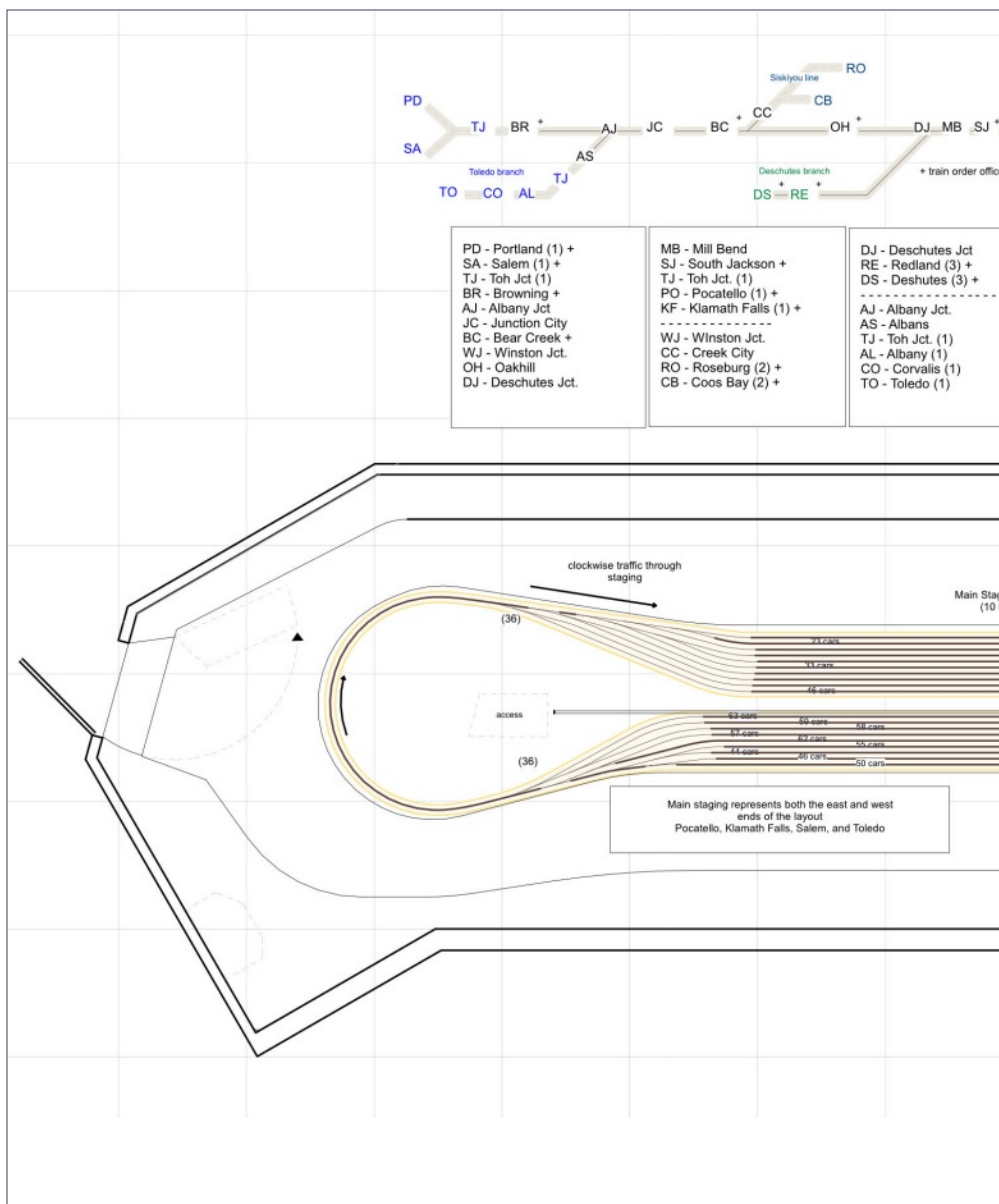 RO
Siskiyou line
PD
CB
CC
TJ
BR +
AJ
JC
BC +
OH +
DJ
MB
SJ +
SA
AS
Toledo branch
TJ
Deschutes branch
+ train order offic
TO
CO
AL
DS +
RE +
PD - Portland (1) +
SA - Salem (1) +
TJ - Toh Jct (1)
BR - Browning +
AJ - Albany Jct
JC - Junction City
BC - Bear Creek +
WJ - Winston Jct.
OH - Oakhill
DJ - Deschutes Jct.
MB - Mill Bend
SJ - South Jackson +
TJ - Toh Jct. (1)
PO - Pocatello (1) +
KF - Klamath Falls (1) +
- - - - - - - - - - - - - - -
WJ - WInston Jct.
CC - Creek City
RO - Roseburg (2) +
CB - Coos Bay (2) +
DJ - Deschutes Jct
RE - Redland (3) +
DS - Deshutes (3) +
- - - - - - - - - - - - - - -
AJ - Albany Jct.
AS - Albans
TJ - Toh Jct. (1)
AL - Albany (1)
CO - Corvalis (1)
TO - Toledo (1)
clockwise traffic through
staging
Main Stag
(10
(36)
23 cars
33 cars
46 cars
access
63 cars
59 cars
58 cars
57 cars
62 cars
55 cars
44 cars
46 cars
50 cars
(36)
Main staging represents both the east and west
ends of the layout
Pocatello, Klamath Falls, Salem, and Toledo